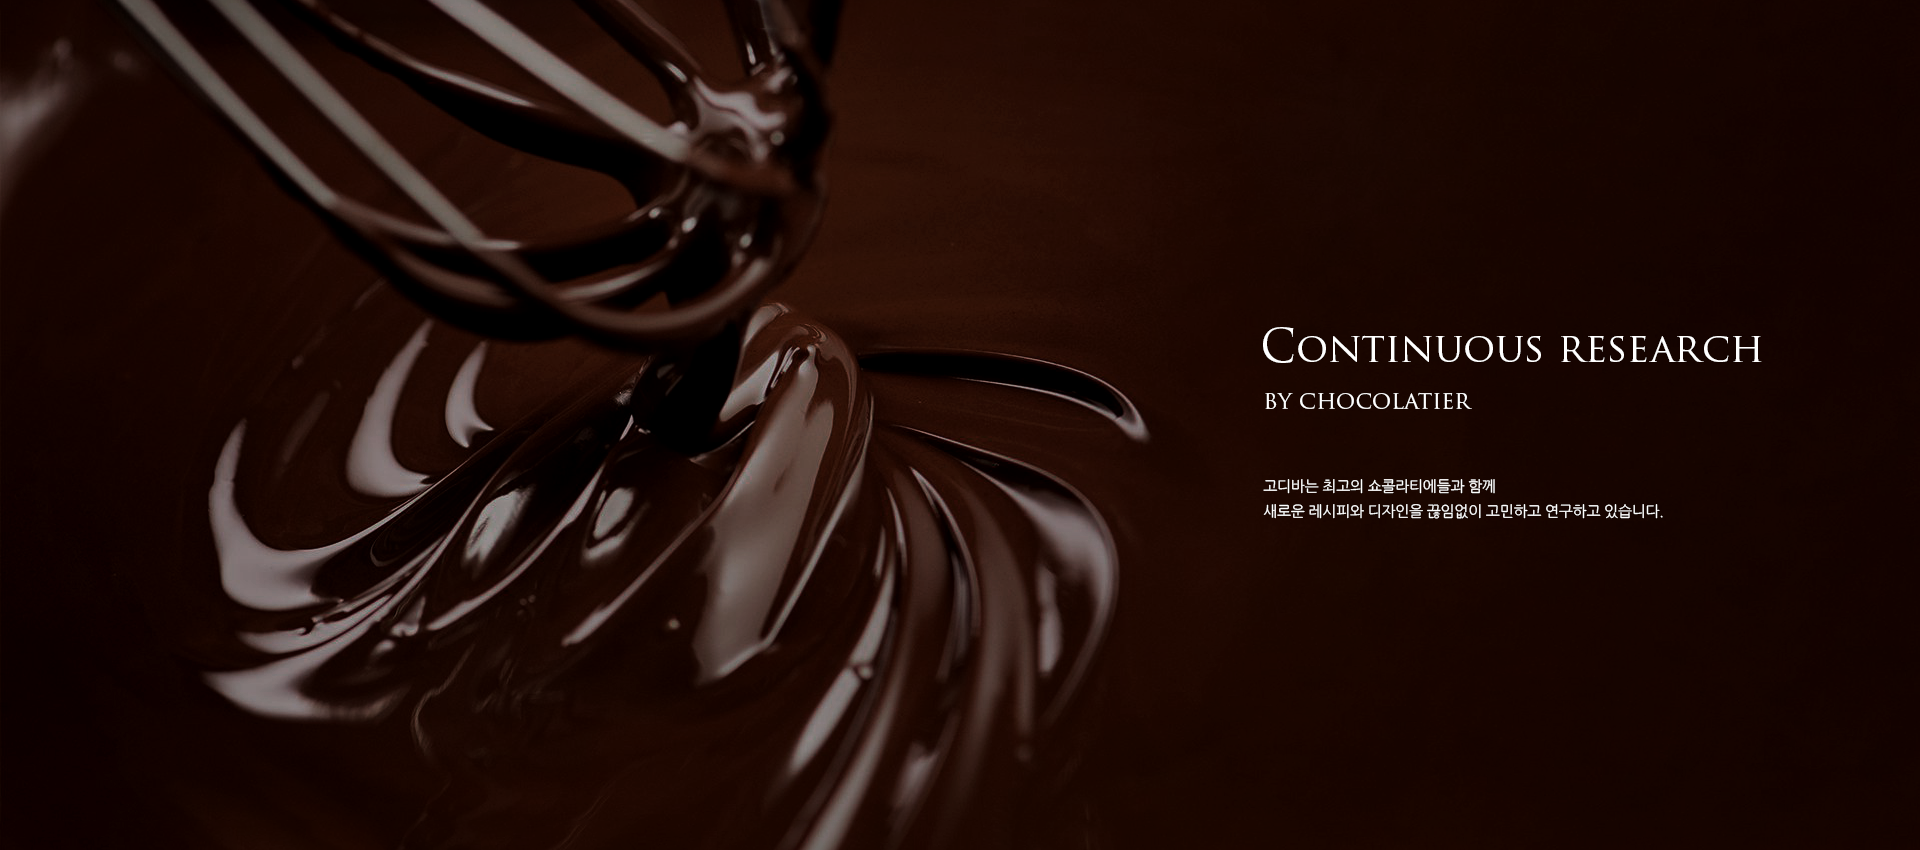 Continuous research
by chocolatier
고디바는 최고의 쇼콜라티에들과 함께
새로운 레시피와 디자인을 끊임없이 고민하고 연구하고 있습니다.